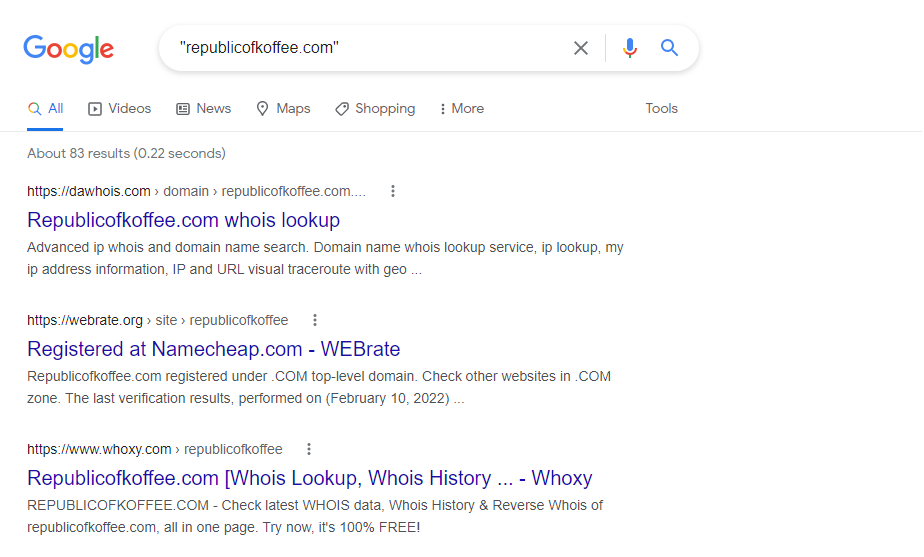 Google
"republicofkoffee.com"
All Videos News Maps Shopping More Tools
About 83 results (0.22 seconds)
https://dawhois.com › domain › republicofkoffee.com....
Republicofkoffee.com whois lookup
Advanced ip whois and domain name search. Domain name whois lookup service, ip lookup, my
ip address information, IP and URL visual traceroute with geo ...
https://webrate.org › site › republicofkoffee
Registered at Namecheap.com - WEBrate
Republicofkoffee.com registered under .COM top-level domain. Check other websites in .COM
zone. The last verification results, performed on (February 10, 2022) ...
https://www.whoxy.com › republicofkoffee
Republicofkoffee.com [Whois Lookup, Whois History ... - Whoxy
REPUBLICOFKOFFEE.COM - Check latest WHOIS data, Whois History & Reverse Whois of
republicofkoffee.com, all in one page. Try now, it's 100% FREE!